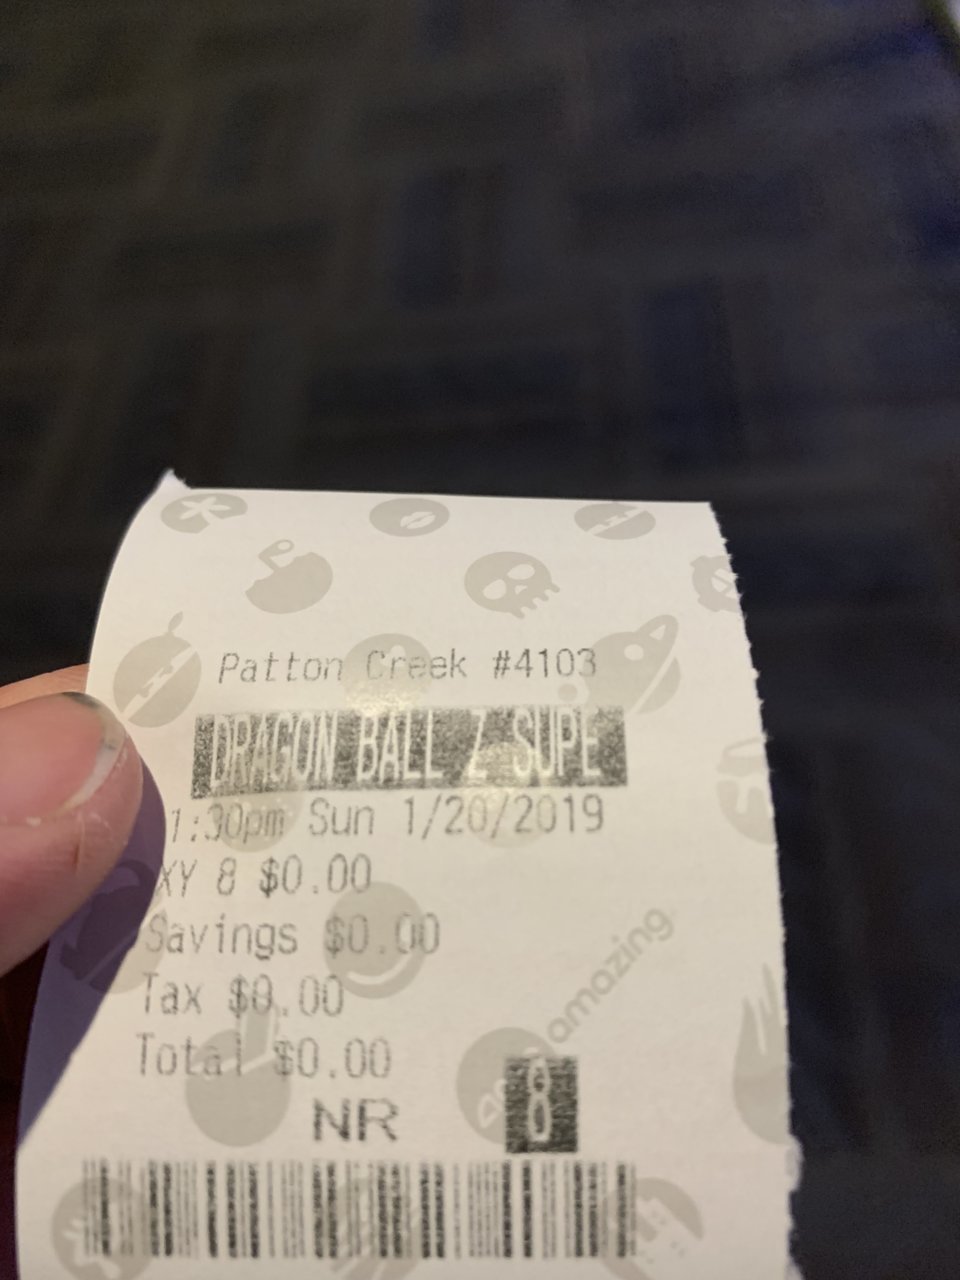 Patton Creek #4103
DRAGON BALL Z SUPE
1:30pm Sun 1/20/2019
XY 8 $0.00
Savings $0.00
Tax $0.00
Total $0.00
amazing
NR
8